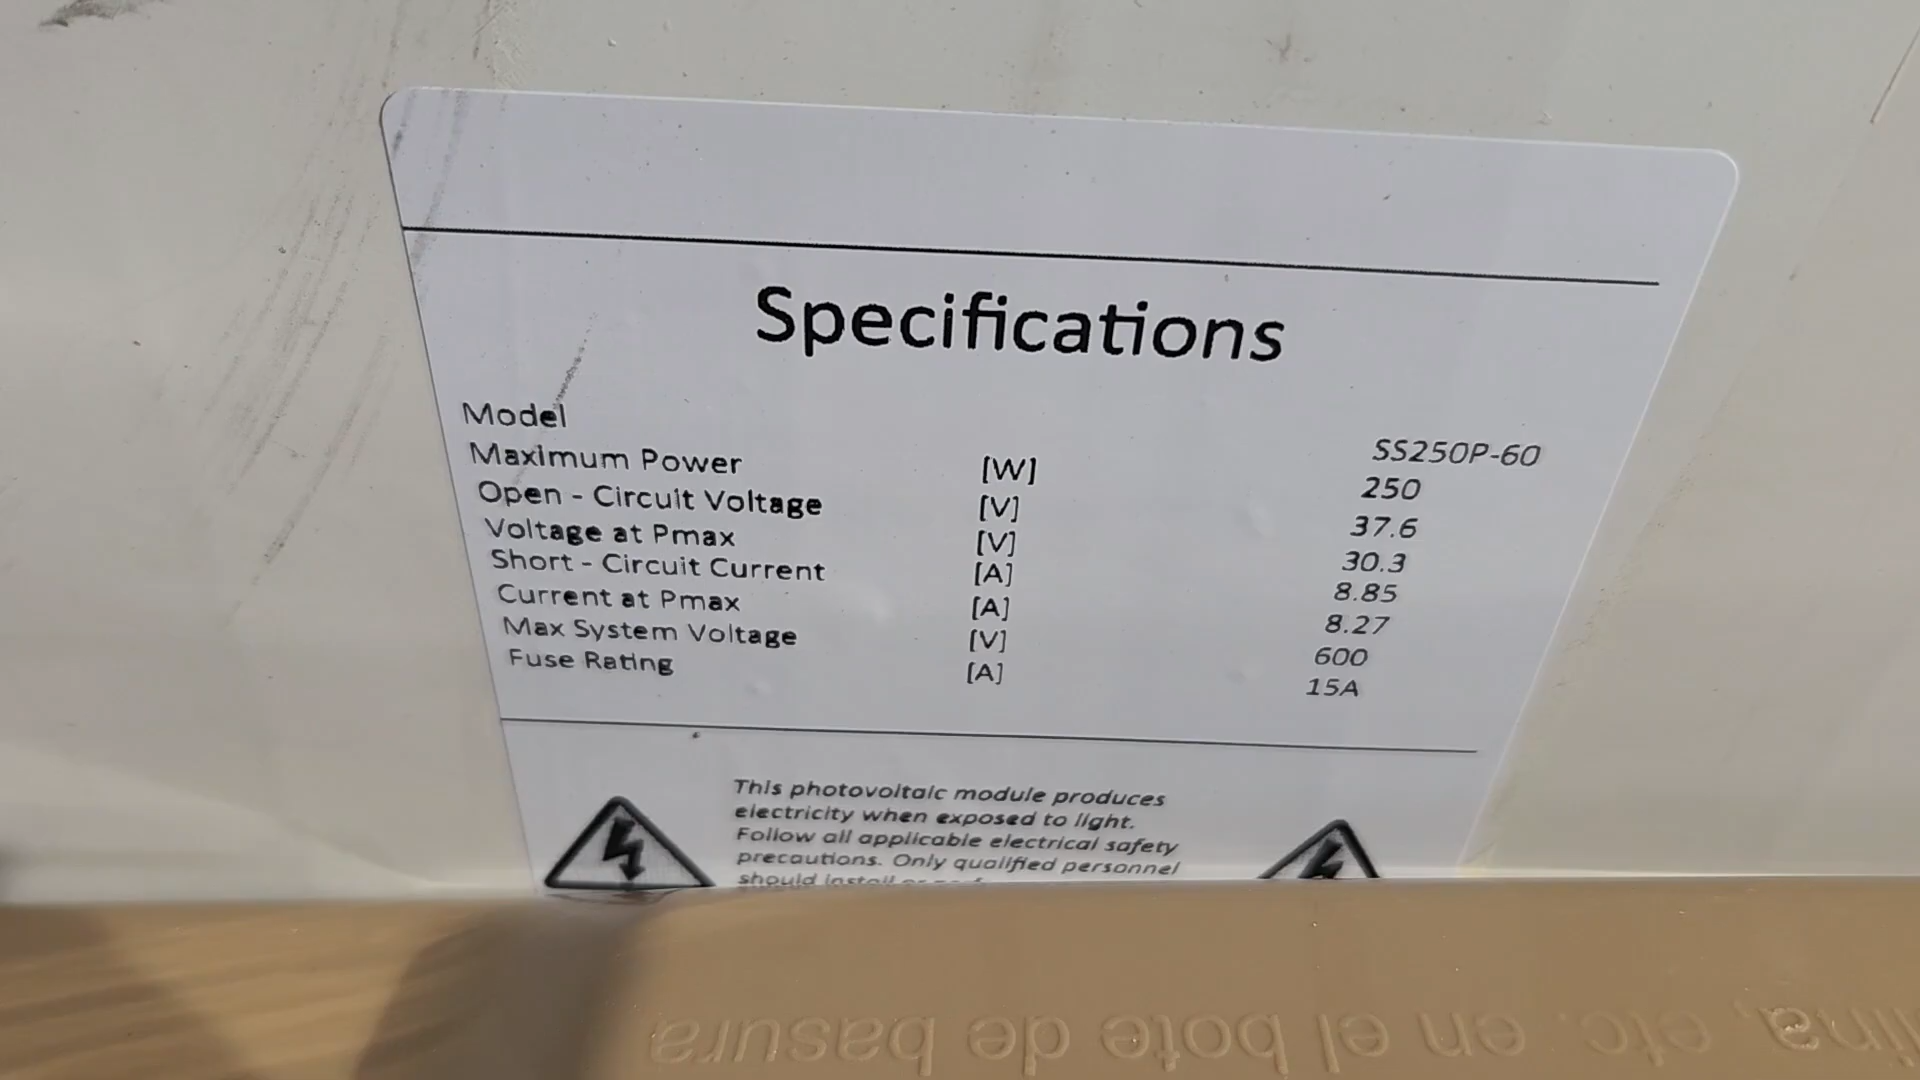 Specifications
Model SS250P-60
Maximum Power [W] 250
Open - Circuit Voltage [V] 37.6
Voltage at Pmax [V] 30.3
Short - Circuit Current [A] 8.85
Current at Pmax [A] 8.27
Max System Voltage [V] 600
Fuse Rating [A] 15A
This photovoltaic module produces
electricity when exposed to light.
Follow all applicable electrical safety
precautions. Only qualified personnel
should install or
etc. en el bote de basura